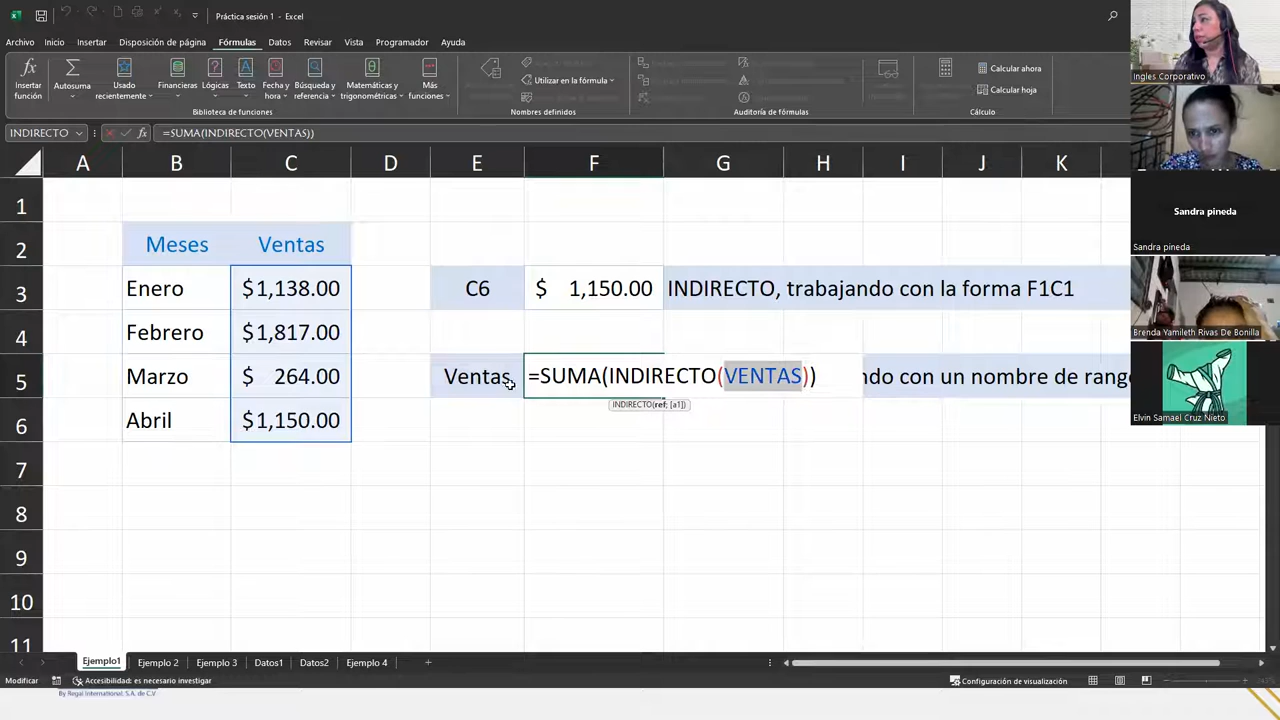 Práctica sesión 1 - Excel
Archivo Inicio Insertar Disposición de página Fórmulas Datos Revisar Vista Programador Ayuda
Insertar función
Autosuma
Usado recientemente
Financieras
Lógicas
Texto
Fecha y hora
Búsqueda y referencia
Matemáticas y trigonométricas
Más funciones
Biblioteca de funciones
Utilizar en la fórmula
Nombres definidos
Auditoría de fórmulas
Calcular ahora
Calcular hoja
Cálculo
INDIRECTO fx =SUMA(INDIRECTO(VENTAS))
A B C D E F G H I J K
1
2 Meses Ventas
3 Enero $1,138.00 C6 $ 1,150.00 INDIRECTO, trabajando con la forma F1C1
4 Febrero $1,817.00
5 Marzo $ 264.00 Ventas =SUMA(INDIRECTO(VENTAS)) ndo con un nombre de rango
INDIRECTO(ref; [a1])
6 Abril $1,150.00
7
8
9
10
11
Ejemplo1 Ejemplo 2 Ejemplo 3 Datos1 Datos2 Ejemplo 4
Modificar Accesibilidad: es necesario investigar Configuración de visualización
By Regal International, S.A. de C.V
Ingles Corporativo
Sandra pineda
Sandra pineda
Brenda Yamileth Rivas De Bonilla
Elvin Samael Cruz Nieto